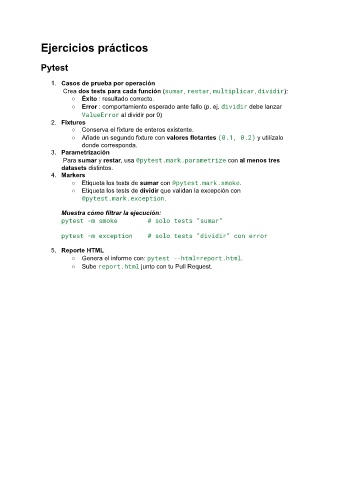 Ejercicios prácticos
Pytest
1. Casos de prueba por operación
Crea dos tests para cada función (sumar, restar, multiplicar, dividir):
○ Éxito : resultado correcto.
○ Error : comportamiento esperado ante fallo (p. ej. dividir debe lanzar
ValueError al dividir por 0)
2. Fixtures
○ Conserva el fixture de enteros existente.
○ Añade un segundo fixture con valores flotantes (0.1, 0.2) y utilízalo
donde corresponda.
3. Parametrización
Para sumar y restar, usa @pytest.mark.parametrize con al menos tres
datasets distintos.
4. Markers
○ Etiqueta los tests de sumar con @pytest.mark.smoke.
○ Etiqueta los tests de dividir que validan la excepción con
@pytest.mark.exception.
Muestra cómo filtrar la ejecución:
pytest -m smoke # solo tests "sumar"
pytest -m exception # solo tests "dividir" con error
5. Reporte HTML
○ Genera el informe con: pytest --html=report.html.
○ Sube report.html junto con tu Pull Request.